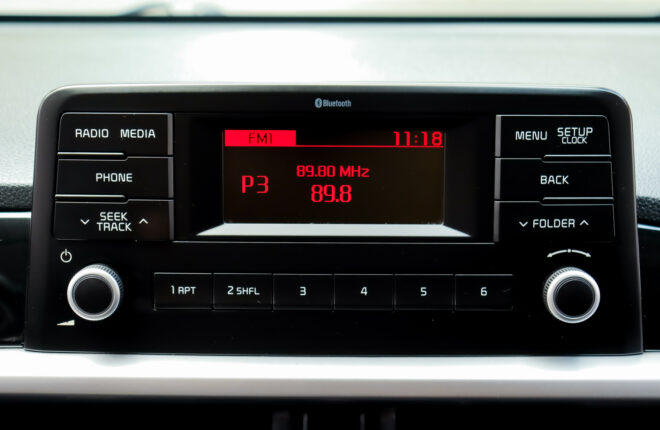 Bluetooth
RADIO MEDIA
PHONE
SEEK
TRACK
FM1 11:18
89.80 MHz
P3
89.8
MENU SETUP
CLOCK
BACK
FOLDER
1 RPT 2 SHFL 3 4 5 6